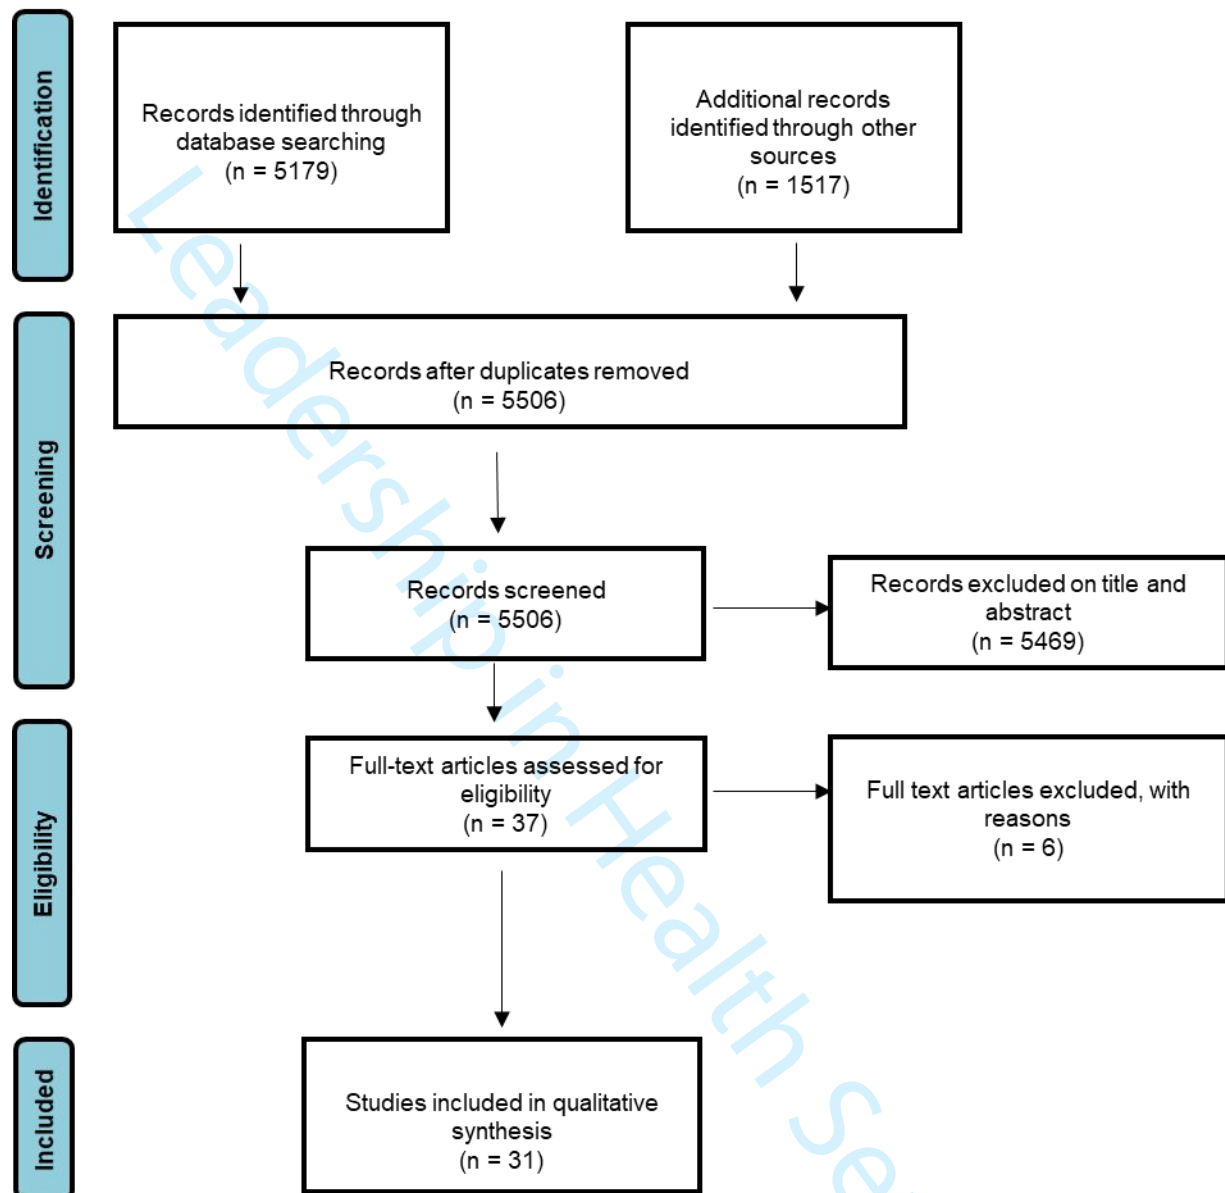 Identification
Records identified through
database searching
(n = 5179)
Additional records
identified through other
sources
(n = 1517)
Screening
Records after duplicates removed
(n = 5506)
Records screened
(n = 5506)
Records excluded on title and
abstract
(n = 5469)
Eligibility
Full-text articles assessed for
eligibility
(n = 37)
Full text articles excluded, with
reasons
(n = 6)
Included
Studies included in qualitative
synthesis
(n = 31)
Leadership in Health Se